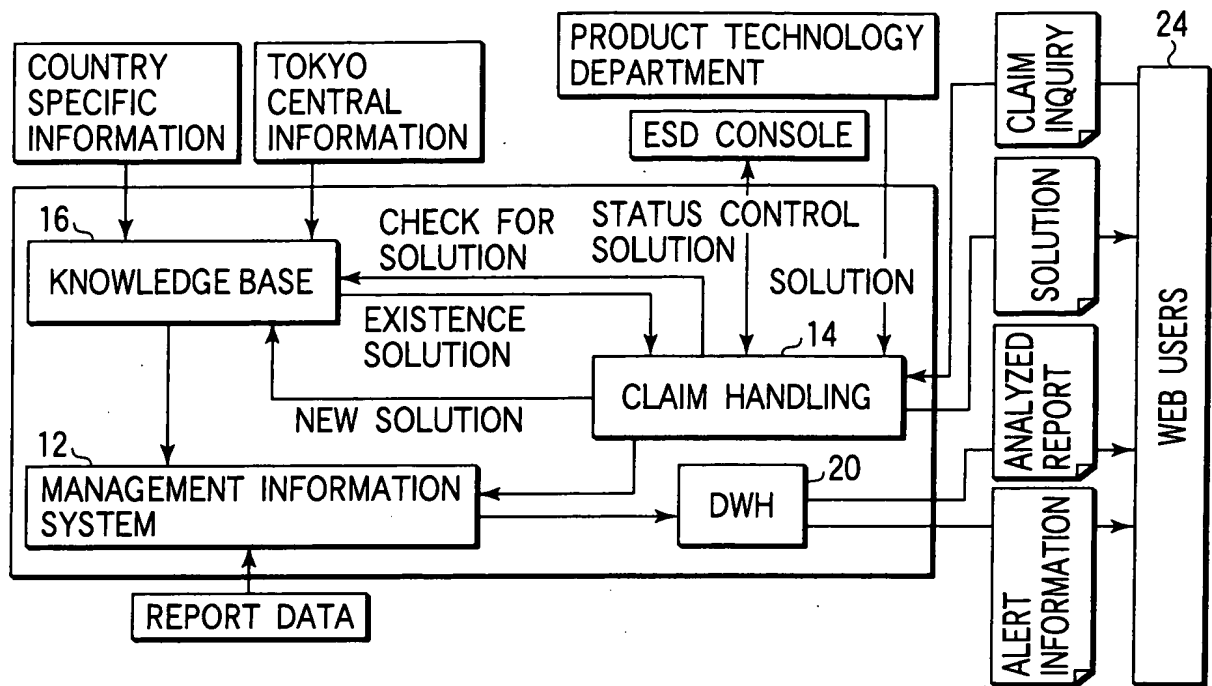 COUNTRY
SPECIFIC
INFORMATION
TOKYO
CENTRAL
INFORMATION
PRODUCT TECHNOLOGY
DEPARTMENT
ESD CONSOLE
CLAIM
INQUIRY
24
16
KNOWLEDGE BASE
CHECK FOR
SOLUTION
STATUS CONTROL
SOLUTION
SOLUTION
SOLUTION
EXISTENCE
SOLUTION
14
CLAIM HANDLING
NEW SOLUTION
ANALYZED
REPORT
WEB USERS
12
MANAGEMENT INFORMATION
SYSTEM
20
DWH
ALERT
INFORMATION
REPORT DATA